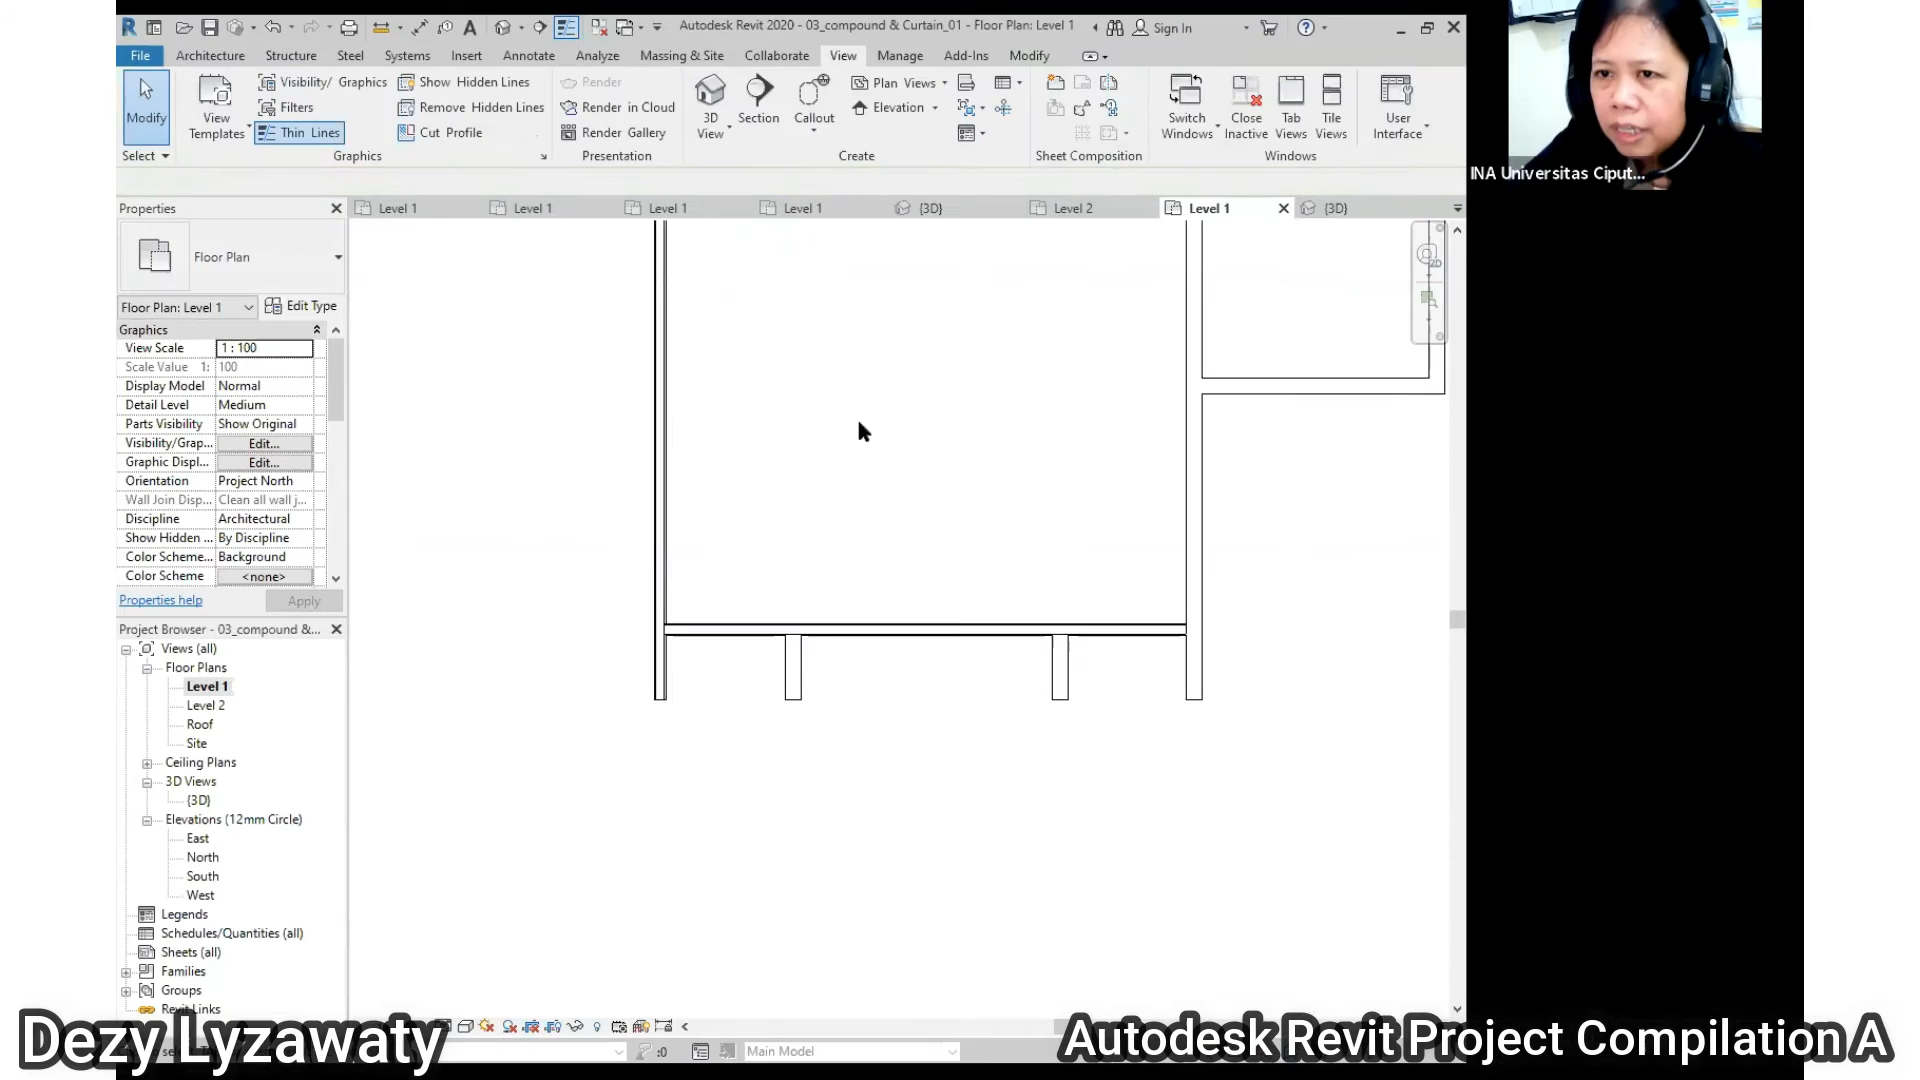 Autodesk Revit 2020 - 03_compound & Curtain_01 - Floor Plan: Level 1
Sign In
File Architecture Structure Steel Systems Insert Annotate Analyze Massing & Site Collaborate View Manage Add-Ins Modify
Modify
View Templates
Visibility/ Graphics
Filters
Thin Lines
Show Hidden Lines
Remove Hidden Lines
Cut Profile
Render
Render in Cloud
Render Gallery
3D View
Section
Callout
Plan Views
Elevation
Switch Windows
Close Inactive
Tab Views
Tile Views
User Interface
Select Graphics Presentation Create Sheet Composition Windows
INA Universitas Ciput...
Properties
Level 1 Level 1 Level 1 Level 1 {3D} Level 2 Level 1 {3D}
Floor Plan
Floor Plan: Level 1 Edit Type
Graphics
View Scale 1 : 100
Scale Value 1: 100
Display Model Normal
Detail Level Medium
Parts Visibility Show Original
Visibility/Grap... Edit...
Graphic Displ... Edit...
Orientation Project North
Wall Join Disp... Clean all wall j...
Discipline Architectural
Show Hidden ... By Discipline
Color Scheme... Background
Color Scheme <none>
Properties help Apply
Project Browser - 03_compound &...
Views (all)
Floor Plans
Level 1
Level 2
Roof
Site
Ceiling Plans
3D Views
{3D}
Elevations (12mm Circle)
East
North
South
West
Legends
Schedules/Quantities (all)
Sheets (all)
Families
Groups
Revit Links
:0 Main Model
Dezy Lyzawaty
Autodesk Revit Project Compilation A